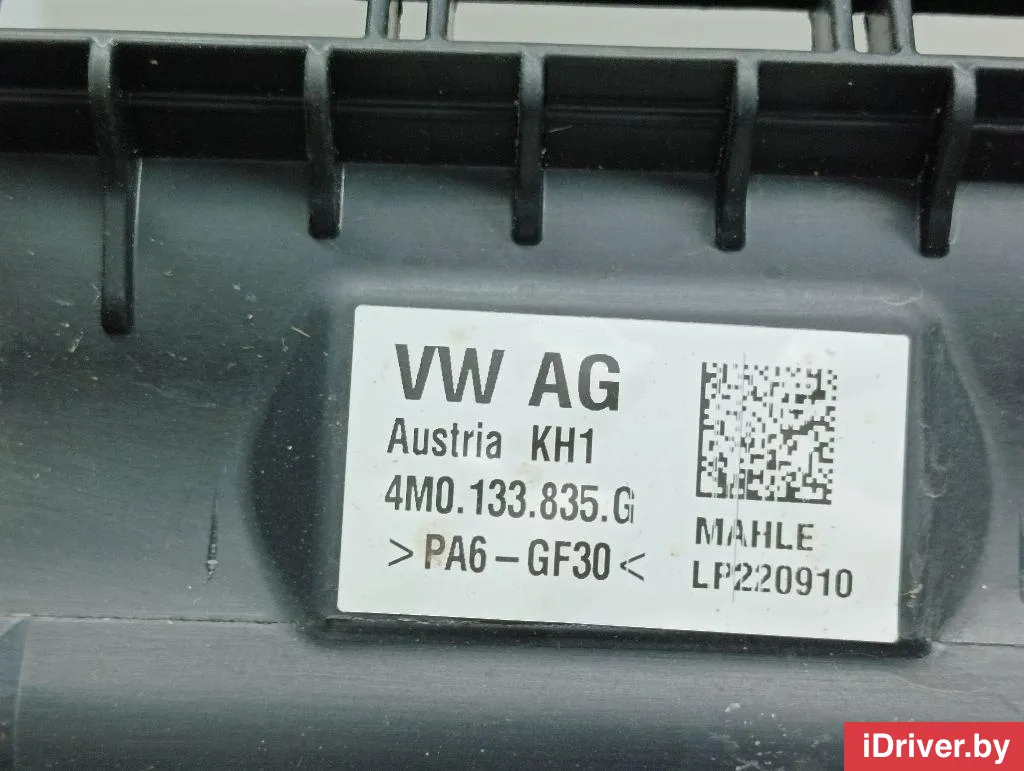 VW AG
Austria KH1
4M0.133.835.G
>PA6-GF30<
MAHLE
LP220910
iDriver.by